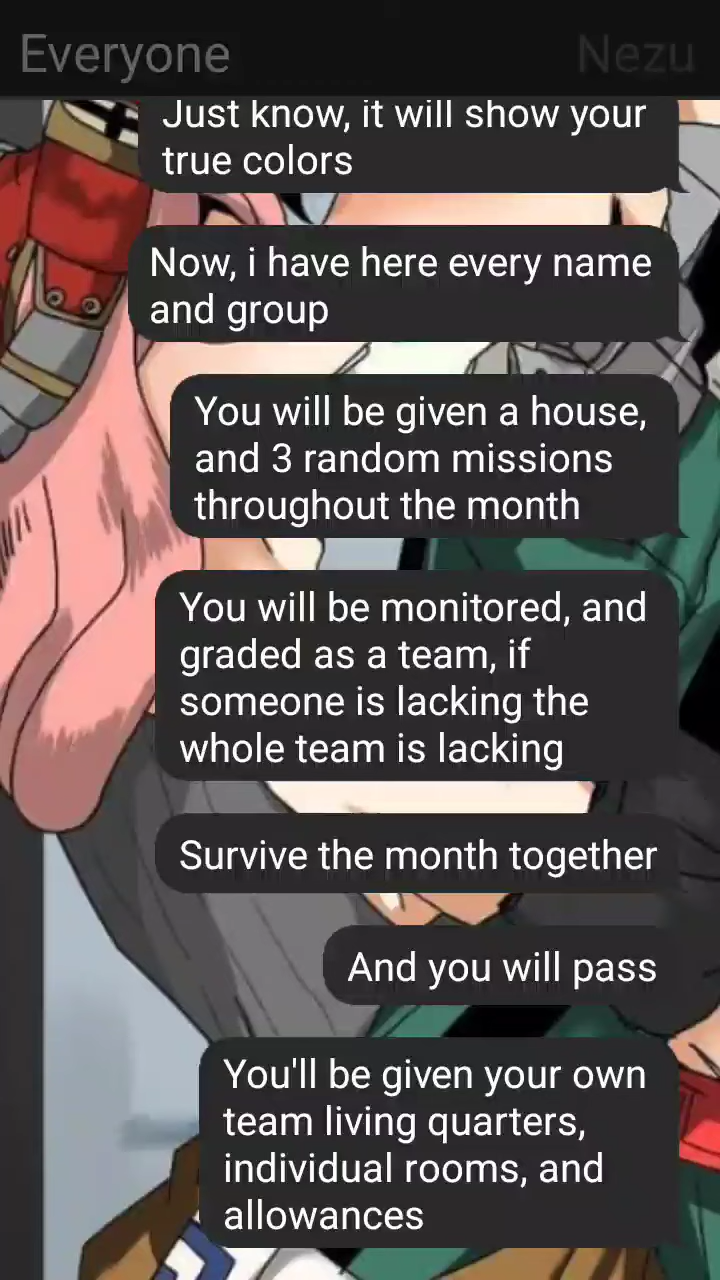 Everyone
Nezu
Just know, it will show your
true colors
Now, i have here every name
and group
You will be given a house,
and 3 random missions
throughout the month
You will be monitored, and
graded as a team, if
someone is lacking the
whole team is lacking
Survive the month together
And you will pass
You'll be given your own
team living quarters,
individual rooms, and
allowances